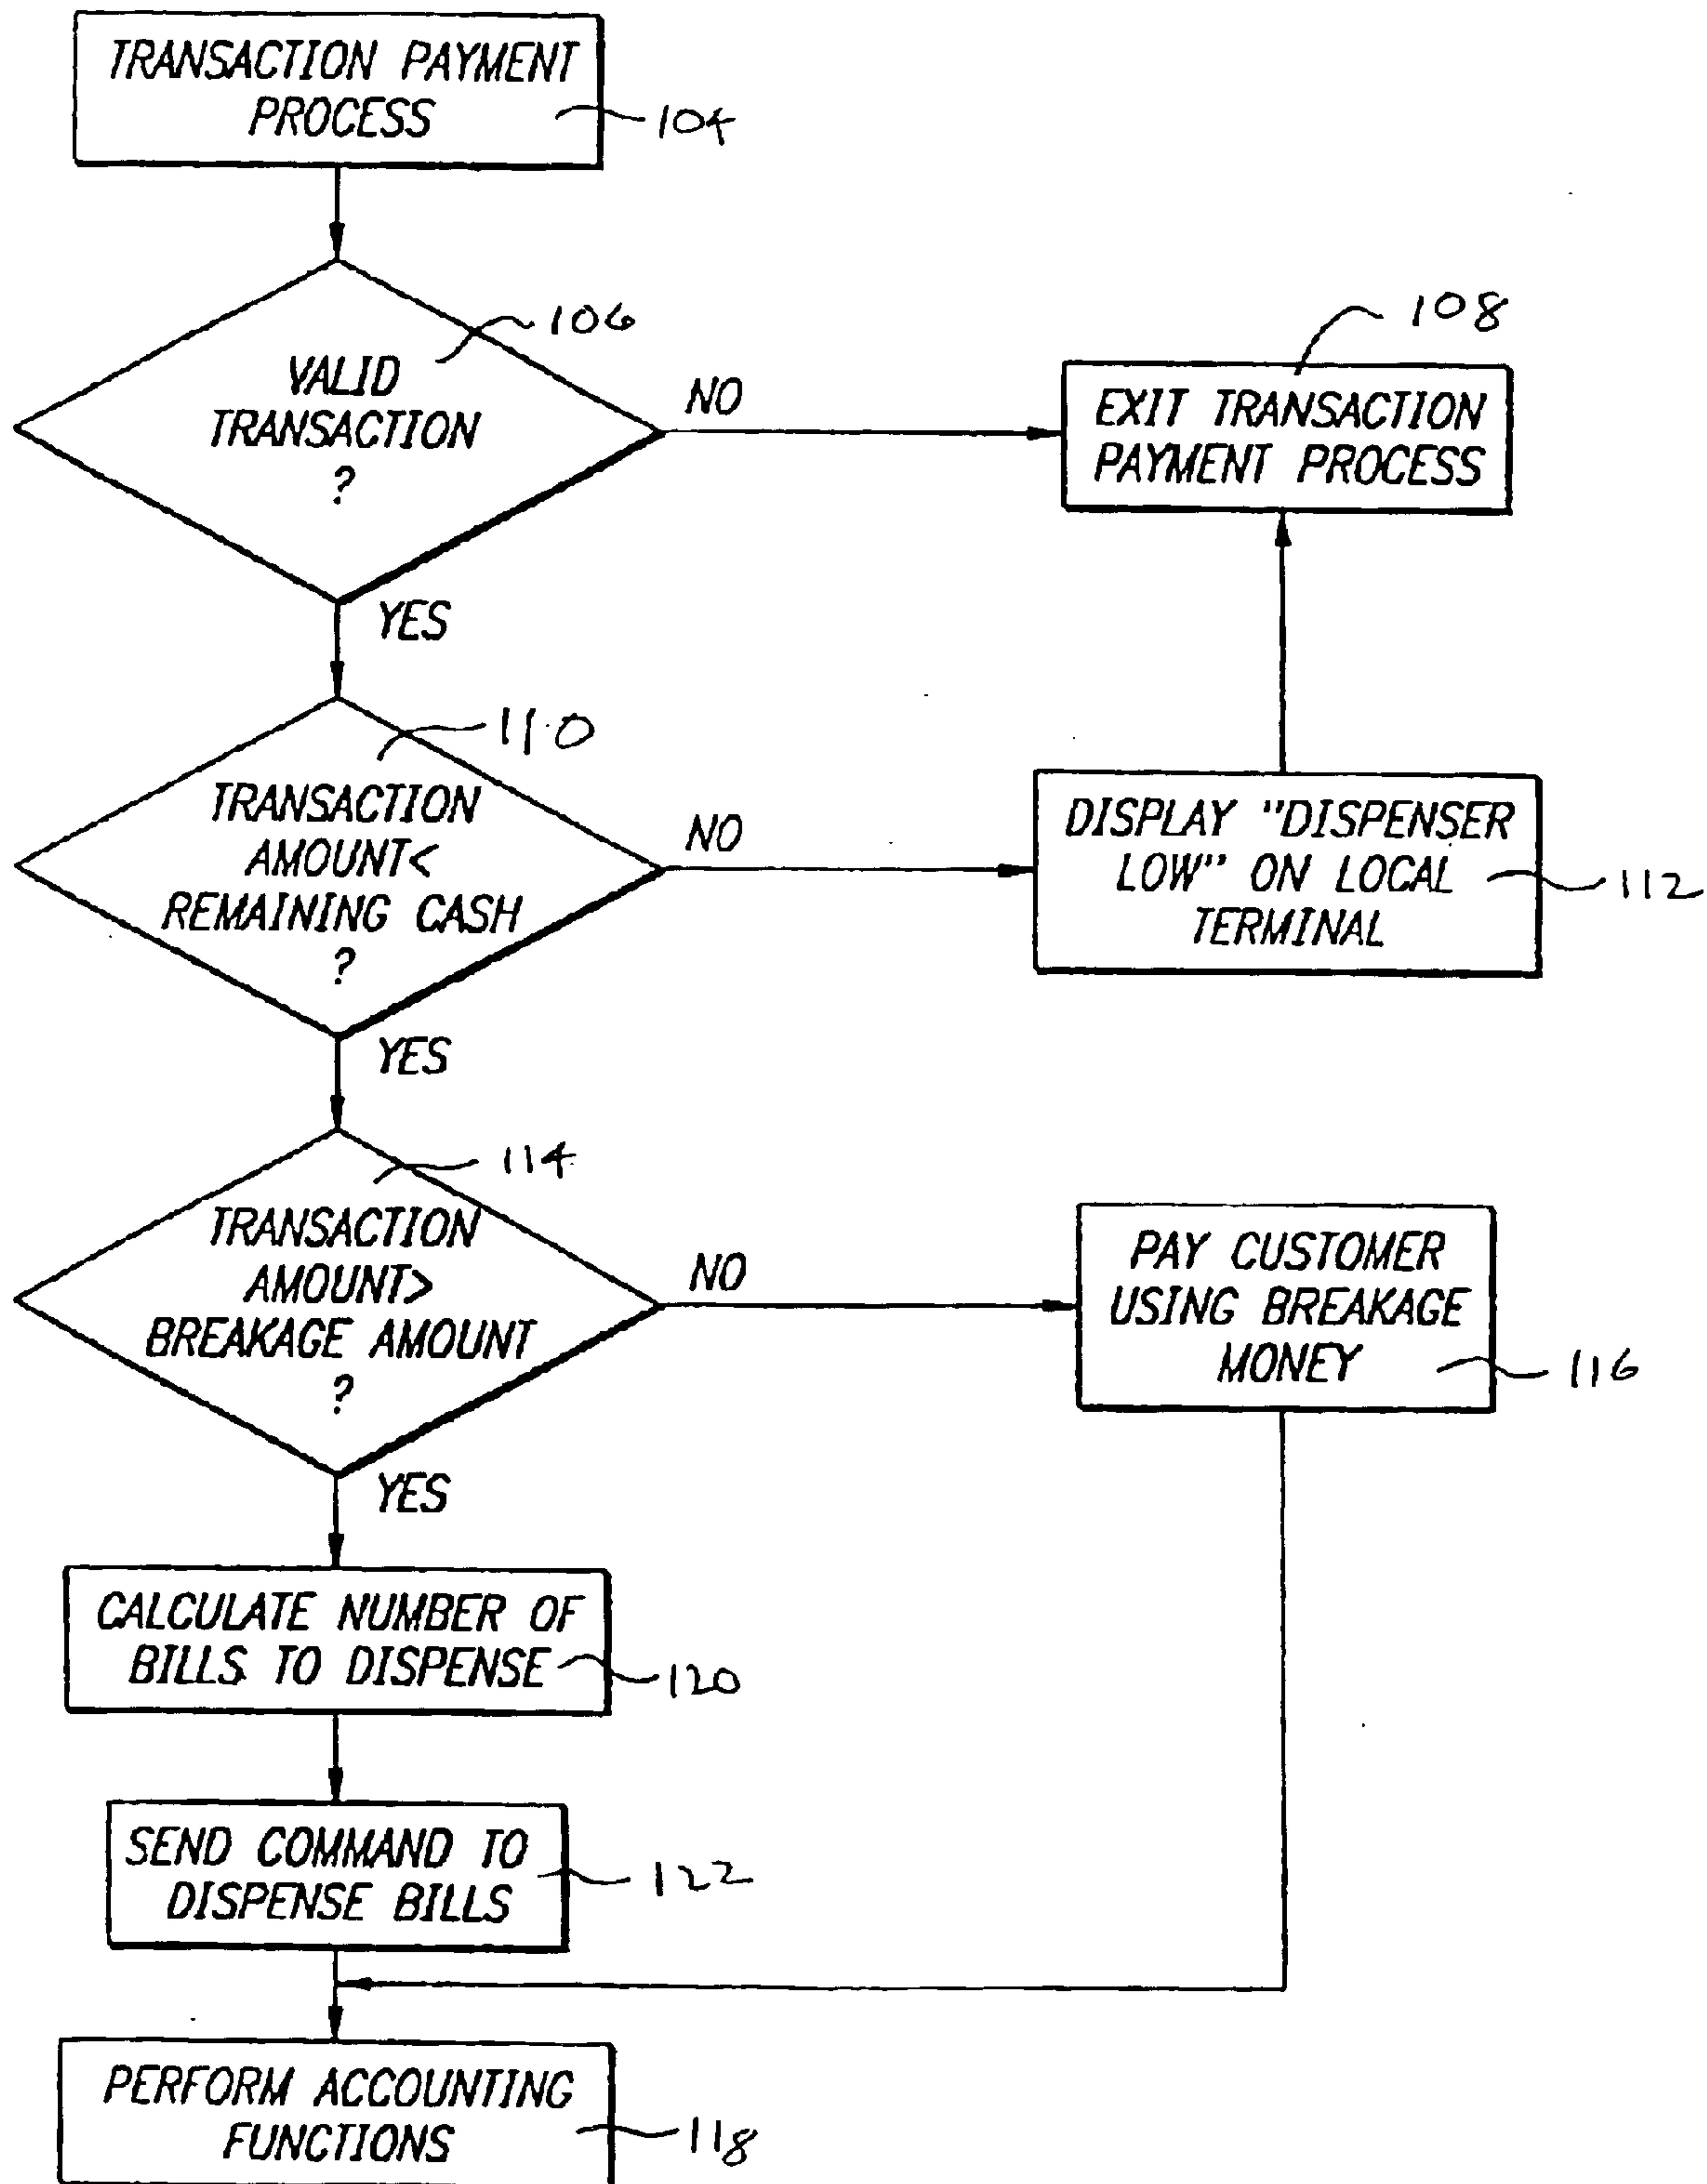 TRANSACTION PAYMENT
PROCESS
104
106
VALID
TRANSACTION
?
NO
108
EXIT TRANSACTION
PAYMENT PROCESS
YES
110
TRANSACTION
AMOUNT<
REMAINING CASH
?
NO
DISPLAY "DISPENSER
LOW" ON LOCAL
TERMINAL
112
YES
114
TRANSACTION
AMOUNT>
BREAKAGE AMOUNT
?
NO
PAY CUSTOMER
USING BREAKAGE
MONEY
116
YES
CALCULATE NUMBER OF
BILLS TO DISPENSE
120
SEND COMMAND TO
DISPENSE BILLS
122
PERFORM ACCOUNTING
FUNCTIONS
118